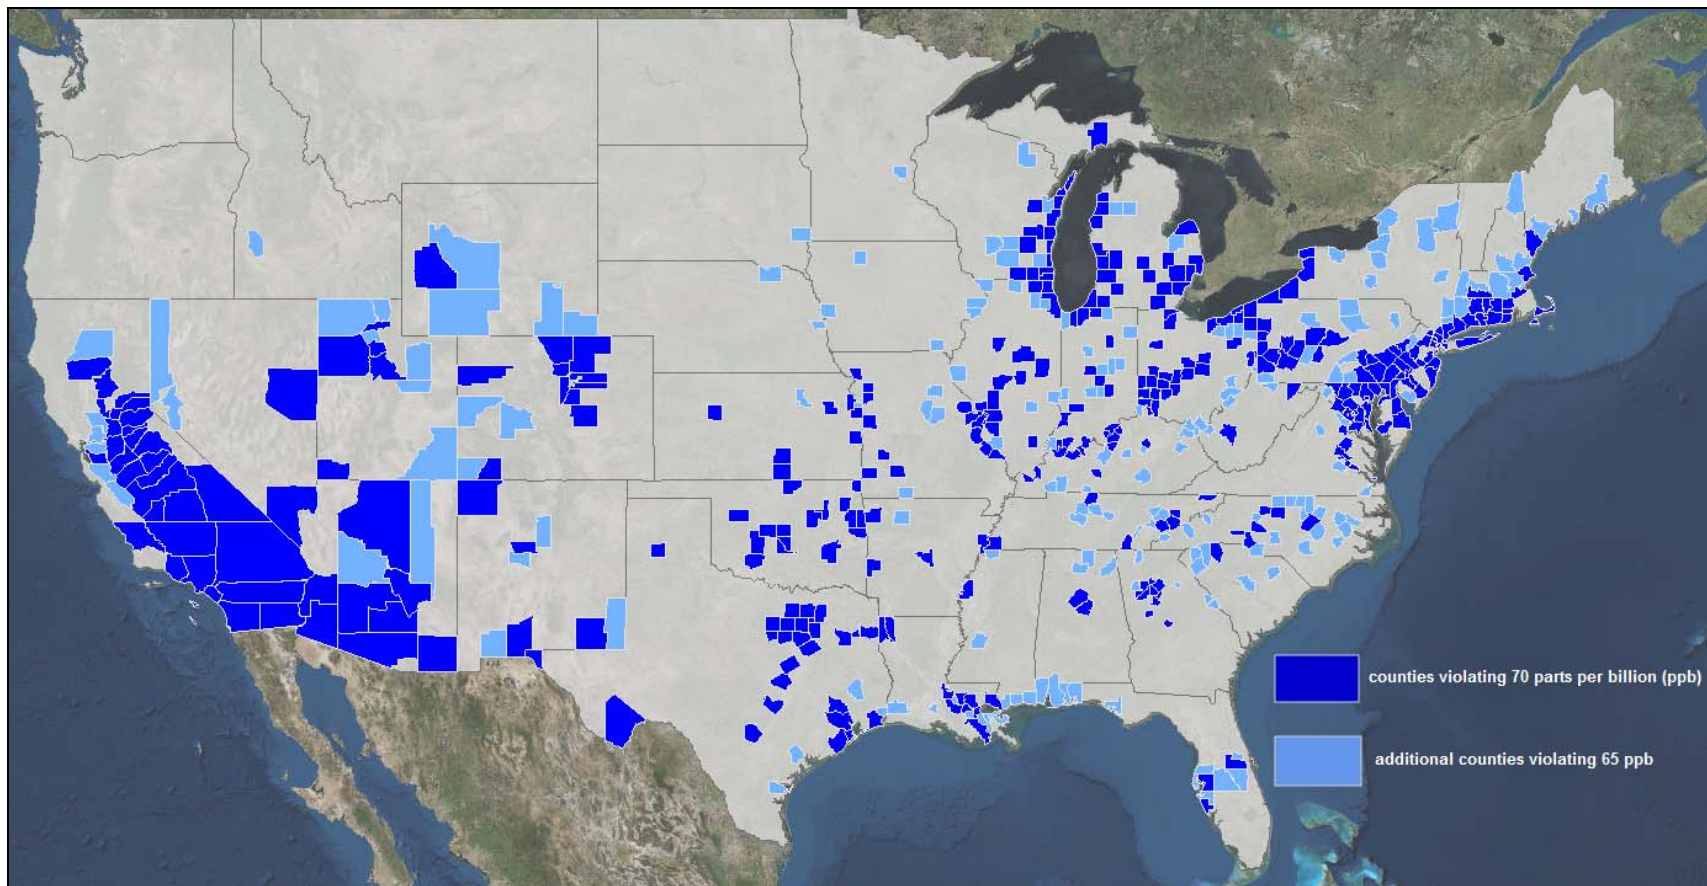 counties violating 70 parts per billion (ppb)
additional counties violating 65 ppb